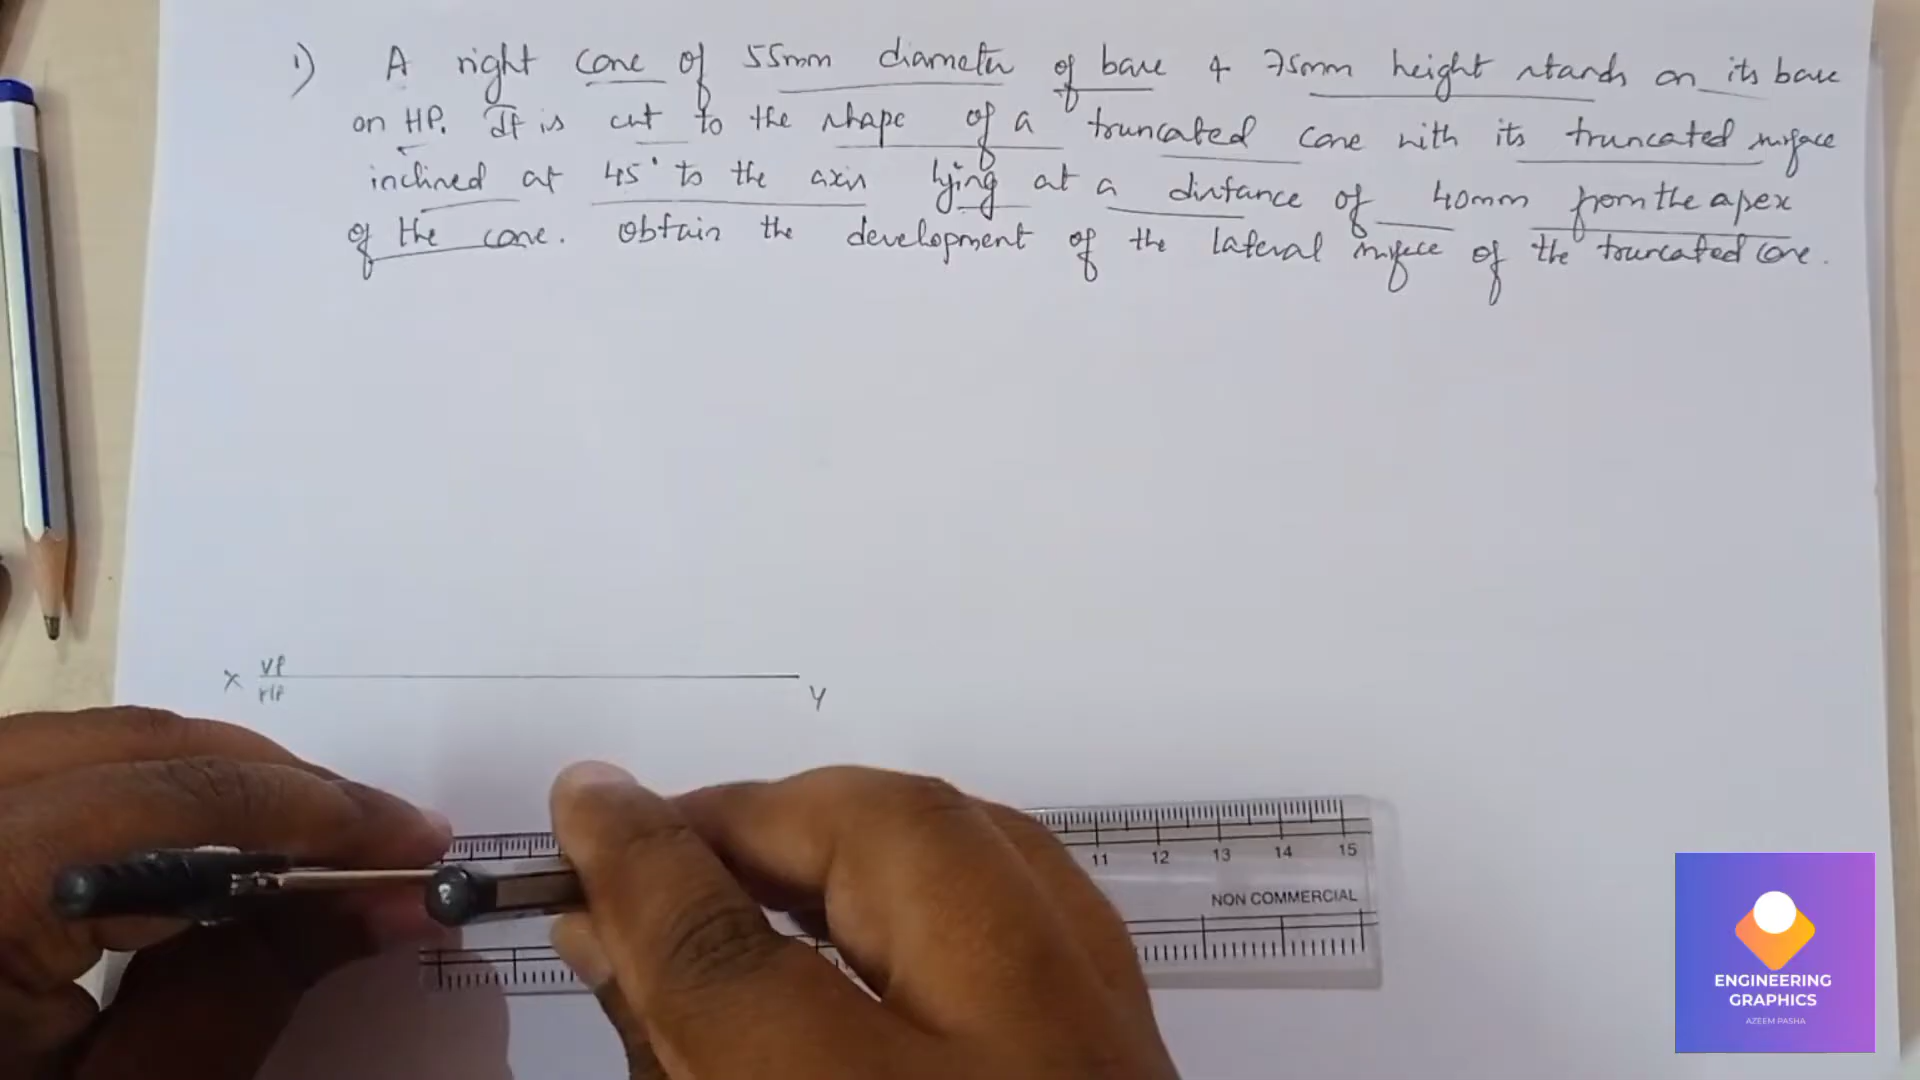 1) A right cone of 55mm diameter of base & 75mm height stands on its base
on HP. It is cut to the shape of a truncated cone with its truncated surface
inclined at 45° to the axis lying at a distance of 40mm from the apex
of the cone. Obtain the development of the lateral surface of the truncated cone.
X VP
HP
Y
11 12 13 14 15
NON COMMERCIAL
ENGINEERING
GRAPHICS
AZEEM PASHA